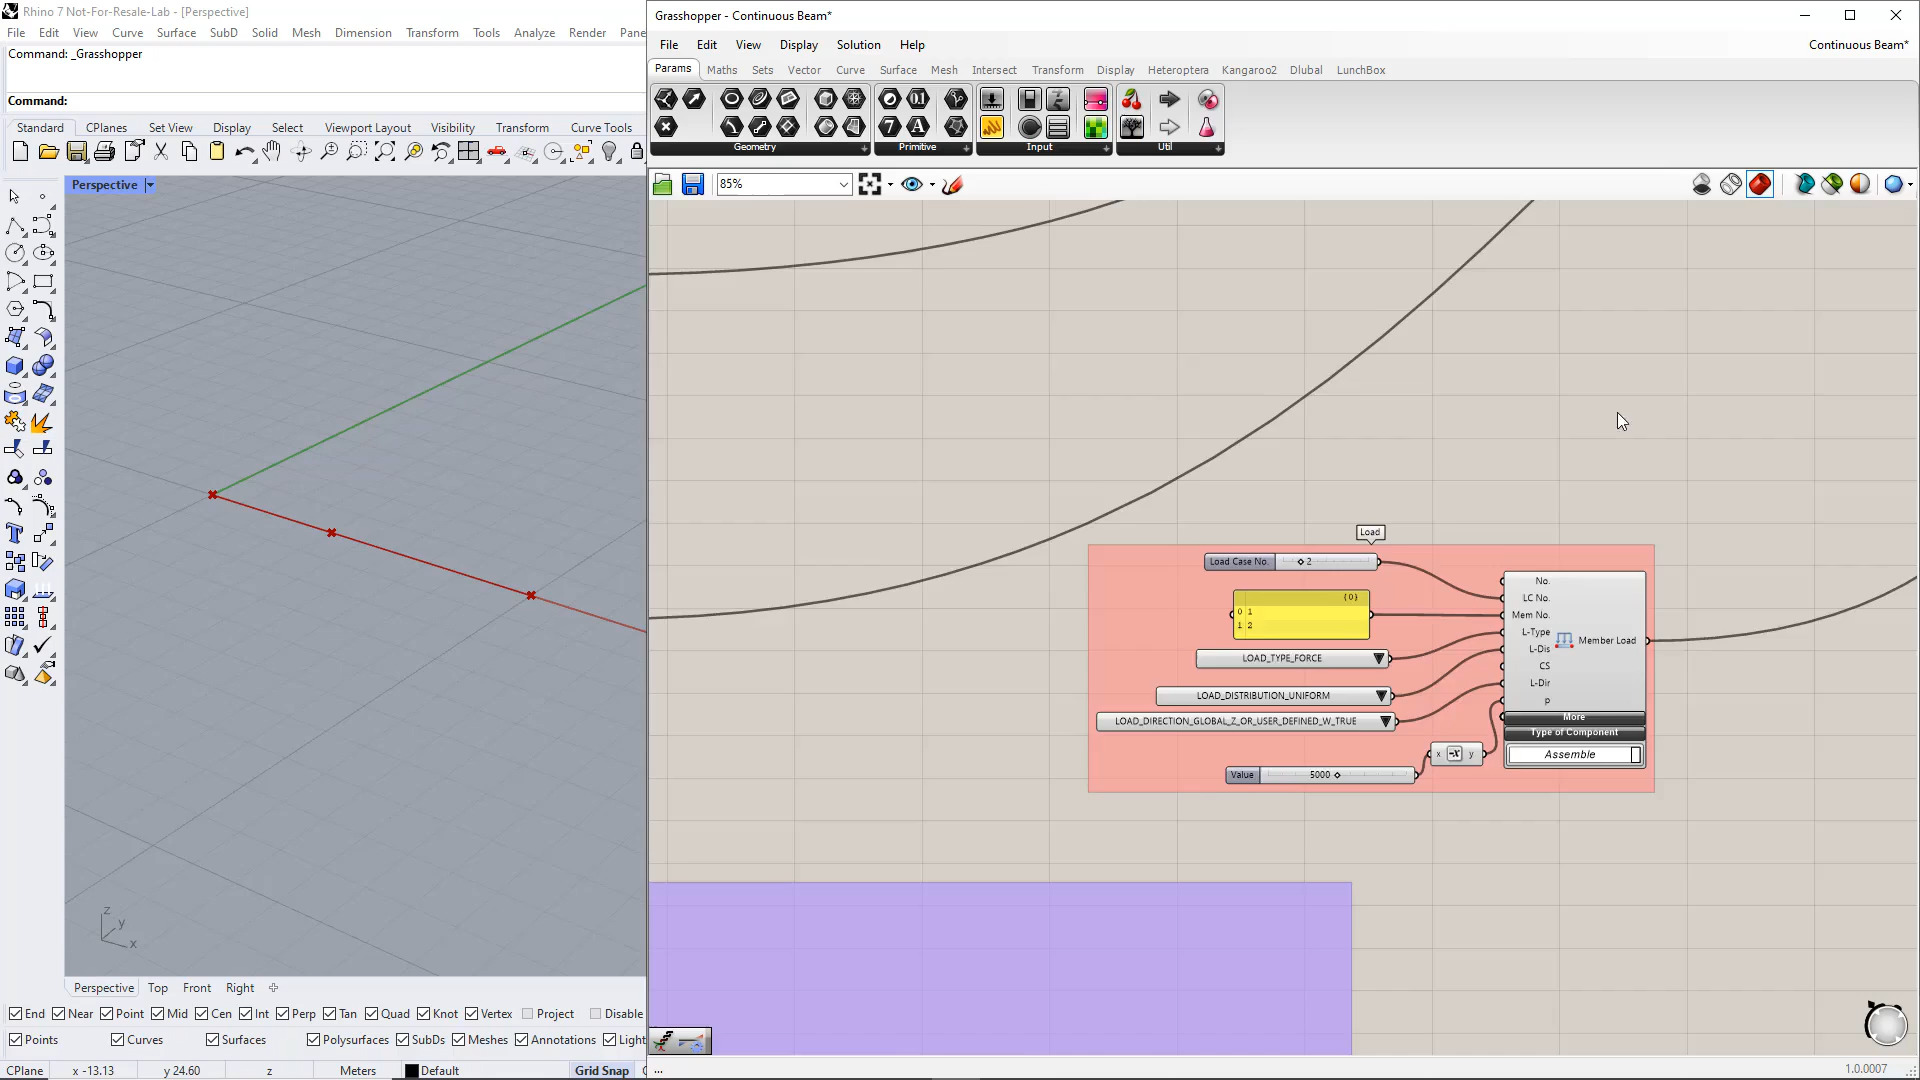 Rhino 7 Not-For-Resale-Lab - [Perspective]
File Edit View Curve Surface SubD Solid Mesh Dimension Transform Tools Analyze Render Pane
Command: _Grasshopper
Command:
Standard CPlanes Set View Display Select Viewport Layout Visibility Transform Curve Tools
Perspective
z
y
x
Perspective Top Front Right
End Near Point Mid Cen Int Perp Tan Quad Knot Vertex Project Disable
Points Curves Surfaces Polysurfaces SubDs Meshes Annotations Light
CPlane x -13.13 y 24.60 z Meters Default Grid Snap
Grasshopper - Continuous Beam*
File Edit View Display Solution Help Continuous Beam*
Params Maths Sets Vector Curve Surface Mesh Intersect Transform Display Heteroptera Kangaroo2 Dlubal LunchBox
Geometry Primitive Input Util
85%
Load
Load Case No. 2
{0}
0 1
1 2
LOAD_TYPE_FORCE
LOAD_DISTRIBUTION_UNIFORM
LOAD_DIRECTION_GLOBAL_Z_OR_USER_DEFINED_W_TRUE
Value 5000
x -x y
No.
LC No.
Mem No.
L-Type
L-Dis
CS
L-Dir
p
Member Load
More
Type of Component
Assemble
... 1.0.0007